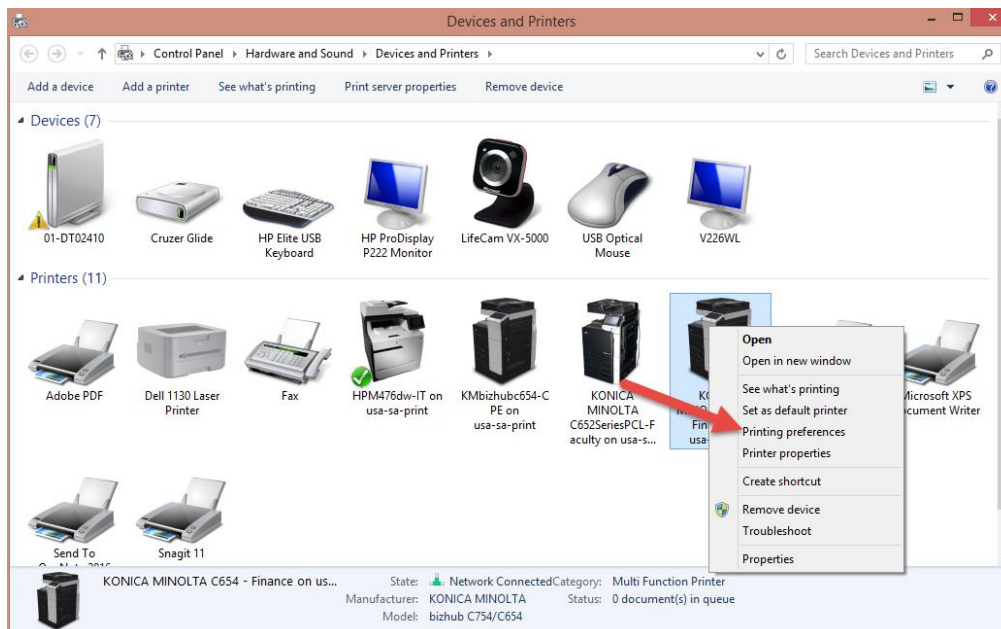 Devices and Printers
Control Panel Hardware and Sound Devices and Printers
Search Devices and Printers
Add a device Add a printer See what's printing Print server properties Remove device
Devices (7)
01-DT02410
Cruzer Glide
HP Elite USB
Keyboard
HP ProDisplay
P222 Monitor
LifeCam VX-5000
USB Optical
Mouse
V226WL
Printers (11)
Adobe PDF
Dell 1130 Laser
Printer
Fax
HPM476dw-IT on
usa-sa-print
KMbizhubc654-C
PE on
usa-sa-print
KONICA
MINOLTA
C652SeriesPCL-F
aculty on usa-s...
Open
Open in new window
See what's printing
Set as default printer
Printing preferences
Printer properties
Create shortcut
Remove device
Troubleshoot
Properties
Microsoft XPS
Document Writer
Send To
Snagit 11
KONICA MINOLTA C654 - Finance on us...
State: Network Connected
Category: Multi Function Printer
Manufacturer: KONICA MINOLTA
Status: 0 document(s) in queue
Model: bizhub C754/C654